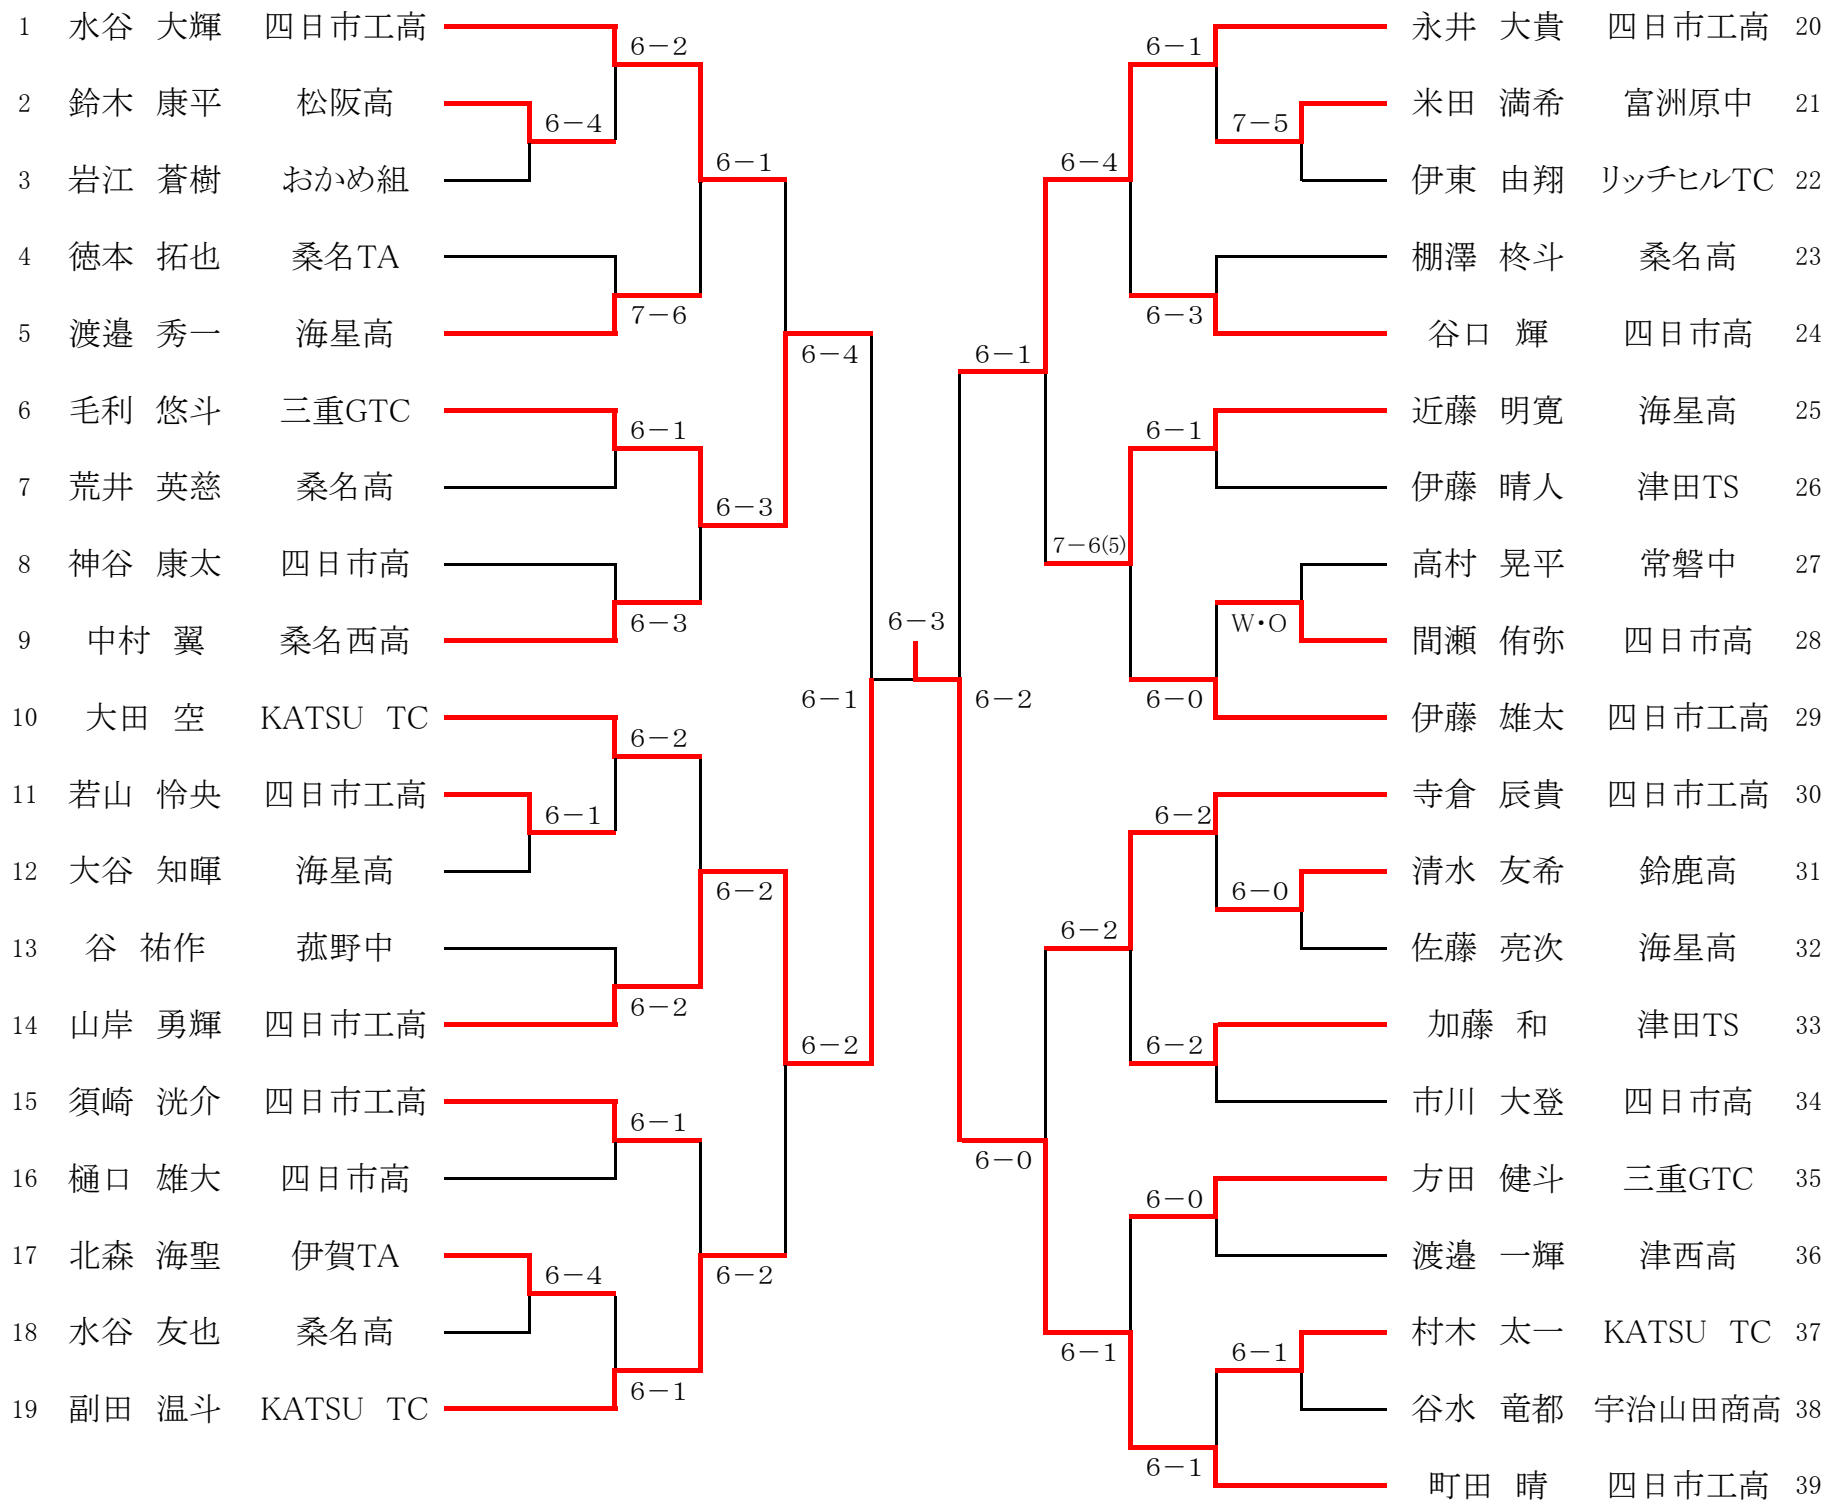 1 水谷 大輝 四日市工高
2 鈴木 康平 松阪高
3 岩江 蒼樹 おかめ組
4 徳本 拓也 桑名TA
5 渡邉 秀一 海星高
6 毛利 悠斗 三重GTC
7 荒井 英慈 桑名高
8 神谷 康太 四日市高
9 中村 翼 桑名西高
10 大田 空 KATSU TC
11 若山 怜央 四日市工高
12 大谷 知暉 海星高
13 谷 祐作 菰野中
14 山岸 勇輝 四日市工高
15 須崎 洸介 四日市工高
16 樋口 雄大 四日市高
17 北森 海聖 伊賀TA
18 水谷 友也 桑名高
19 副田 温斗 KATSU TC
6-4
6-1
6-4
6-2
7-6
6-1
6-3
6-2
6-2
6-1
6-1
6-1
6-3
6-2
6-2
6-4
6-2
6-1
6-3
6-2
6-1
6-0
6-4
7-6(5)
6-2
6-1
6-1
6-3
6-1
6-0
6-2
6-2
6-0
6-1
7-5
W・O
6-0
6-1
永井 大貴 四日市工高 20
米田 満希 富洲原中 21
伊東 由翔 リッチヒルTC 22
棚澤 柊斗 桑名高 23
谷口 輝 四日市高 24
近藤 明寛 海星高 25
伊藤 晴人 津田TS 26
高村 晃平 常磐中 27
間瀬 侑弥 四日市高 28
伊藤 雄太 四日市工高 29
寺倉 辰貴 四日市工高 30
清水 友希 鈴鹿高 31
佐藤 亮次 海星高 32
加藤 和 津田TS 33
市川 大登 四日市高 34
方田 健斗 三重GTC 35
渡邉 一輝 津西高 36
村木 太一 KATSU TC 37
谷水 竜都 宇治山田商高 38
町田 晴 四日市工高 39